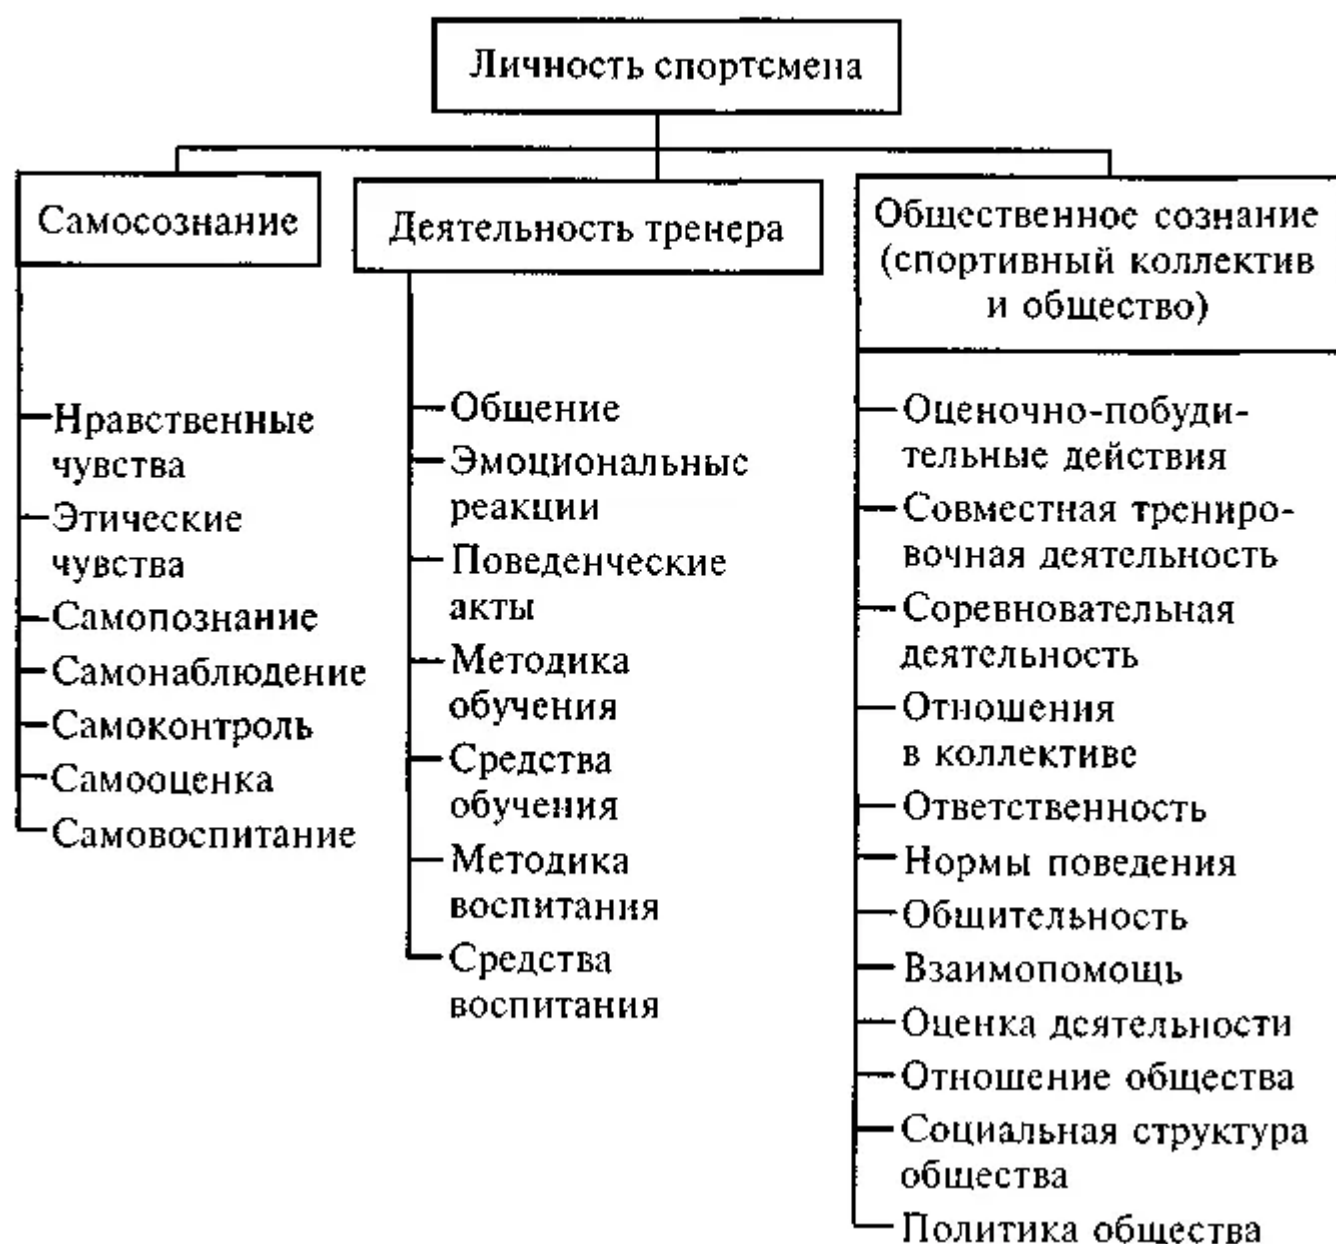 Личность спортсмена
Самосознание
Нравственные
чувства
Этические
чувства
Самопознание
Самонаблюдение
Самоконтроль
Самооценка
Самовоспитание
Деятельность тренера
Общение
Эмоциональные
реакции
Поведенческие
акты
Методика
обучения
Средства
обучения
Методика
воспитания
Средства
воспитания
Общественное сознание
(спортивный коллектив
и общество)
Оценочно-побуди-
тельные действия
Совместная трениро-
вочная деятельность
Соревновательная
деятельность
Отношения
в коллективе
Ответственность
Нормы поведения
Общительность
Взаимопомощь
Оценка деятельности
Отношение общества
Социальная структура
общества
Политика общества